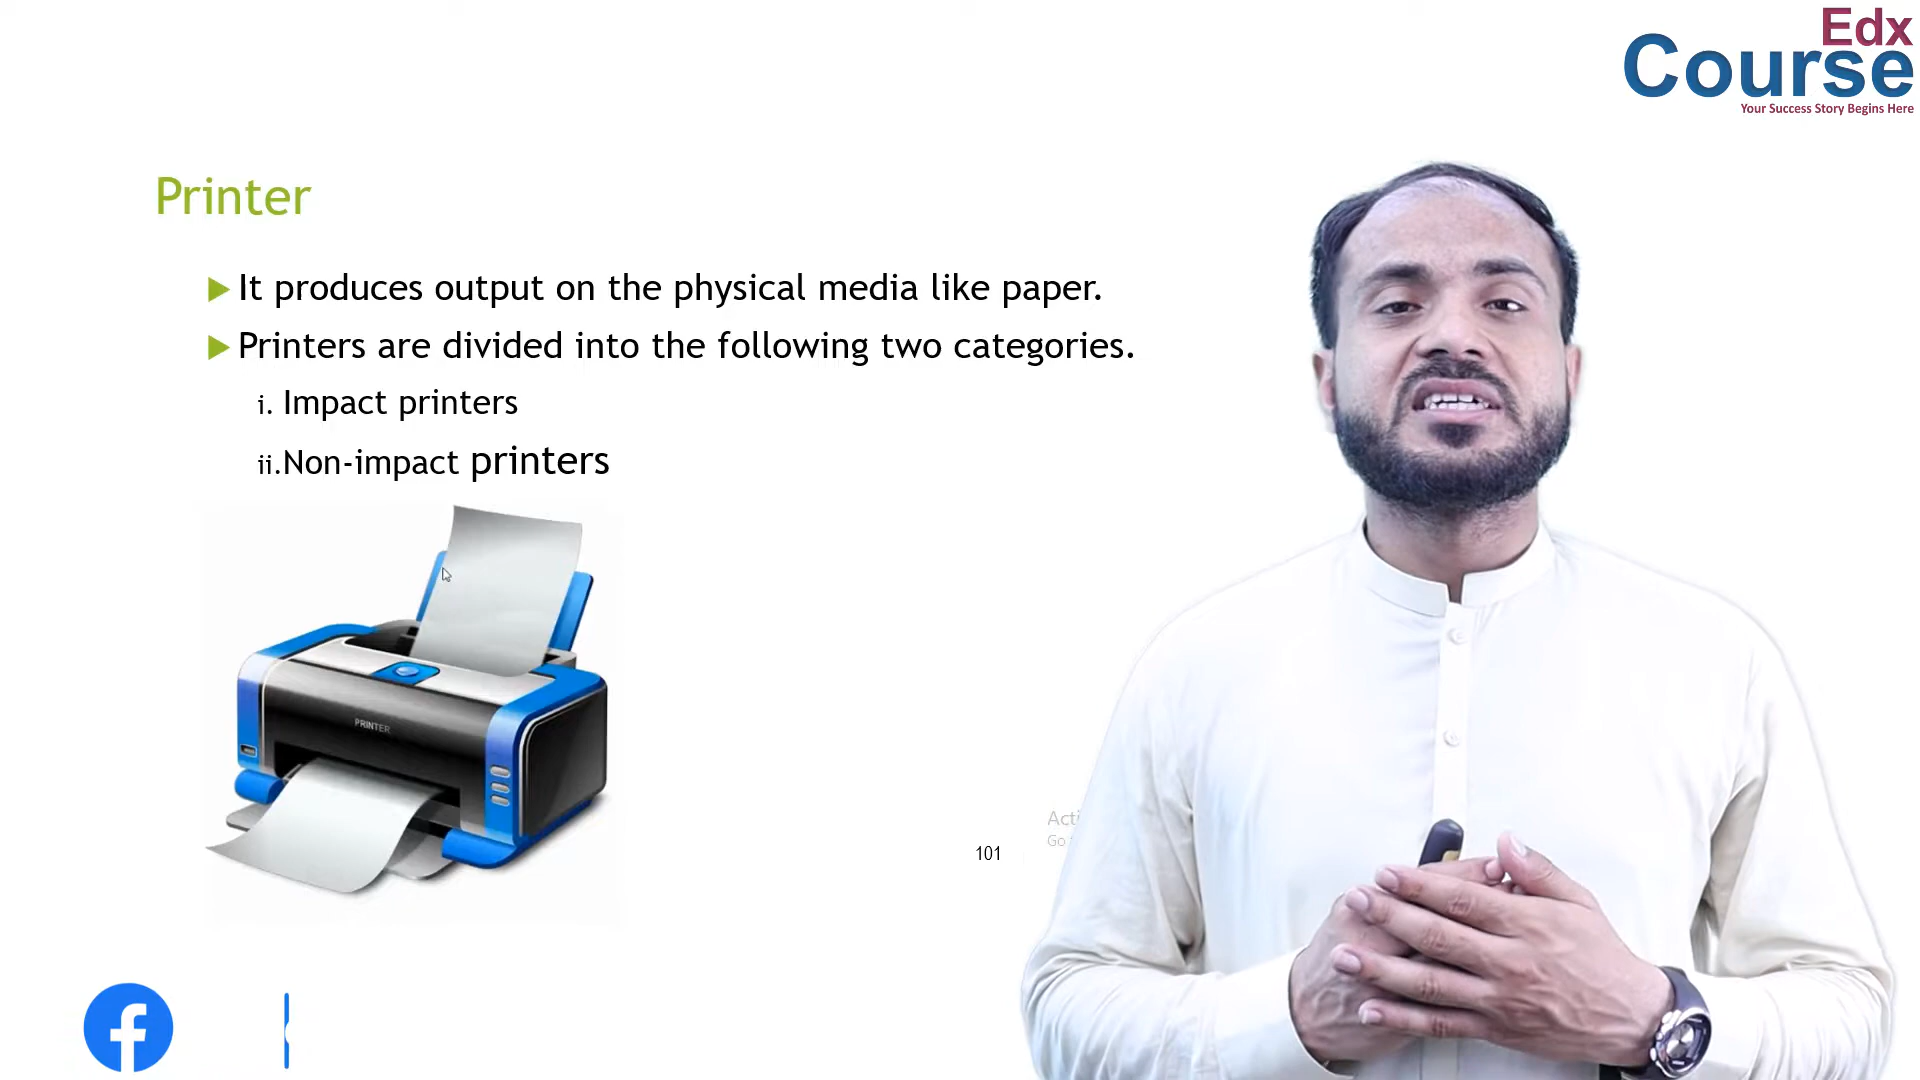 Edx
Course
Your Success Story Begins Here
Printer
It produces output on the physical media like paper.
Printers are divided into the following two categories.
i. Impact printers
ii.Non-impact printers
PRINTER
101